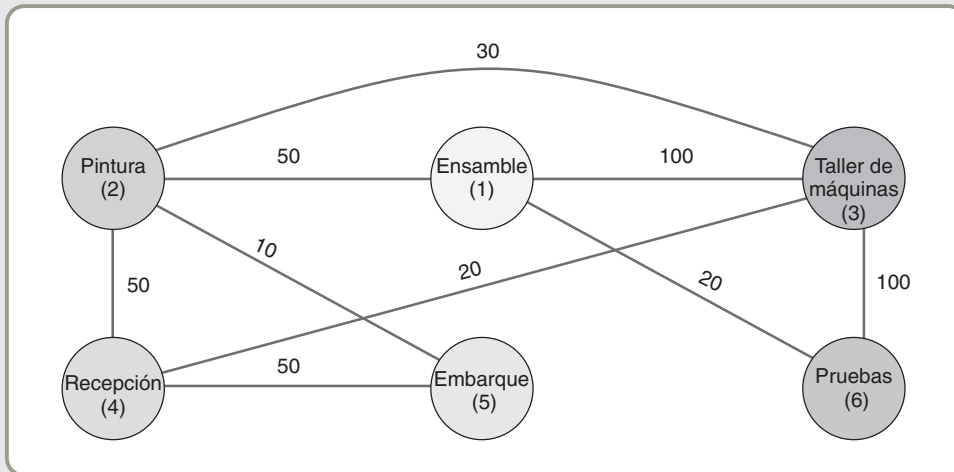 30
Pintura
(2)
50
Ensamble
(1)
100
Taller de
máquinas
(3)
10
20
20
50
100
Recepción
(4)
50
Embarque
(5)
Pruebas
(6)